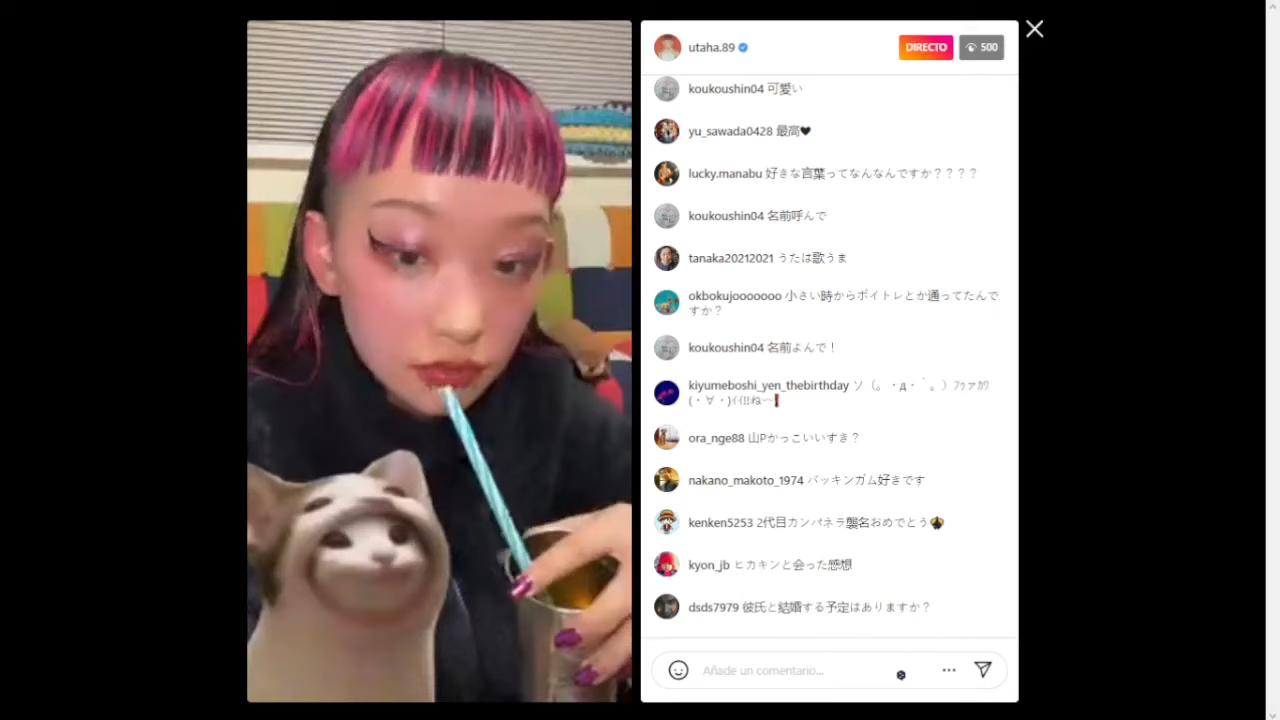 utaha.89
DIRECTO
500
koukoushin04 可愛い
yu_sawada0428 最高🖤
lucky.manabu 好きな言葉ってなんなんですか？？？？
koukoushin04 名前呼んで
tanaka20212021 うたは歌うま
okbokujooooooo 小さい時からボイトレとか通ってたんで
すか？
koukoushin04 名前よんで！
kiyumeboshi_yen_thebirthday
ora_nge88 山Pかっこいいすき？
nakano_makoto_1974 バッキンガム好きです
kenken5253 2代目カンパネラ襲名おめでとう
kyon_jb ヒカキンと会った感想
dsds7979 彼氏と結婚する予定はありますか？
Añade un comentario...